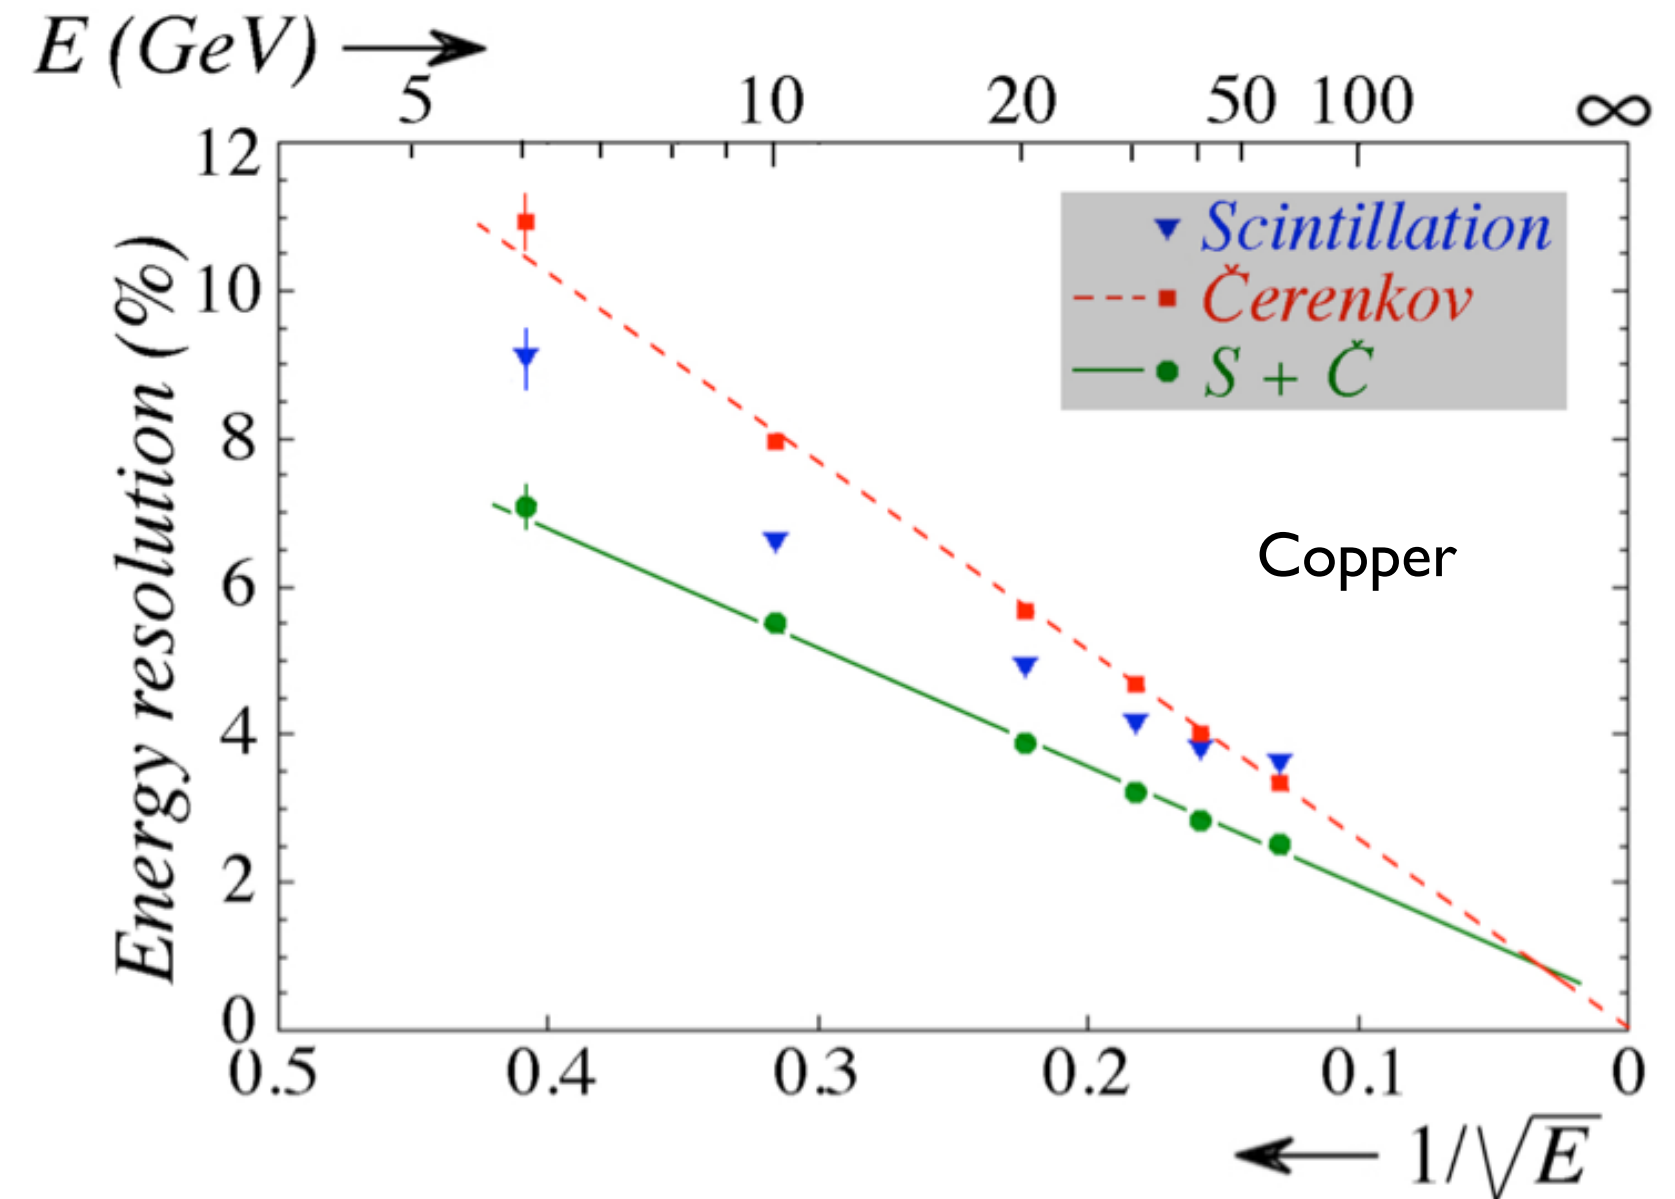 E (GeV) →
5 10 20 50 100 ∞
12
10
8
6
4
2
0
Energy resolution (%)
Scintillation
Čerenkov
S + Č
Copper
0.5 0.4 0.3 0.2 0.1 0
← 1/√E